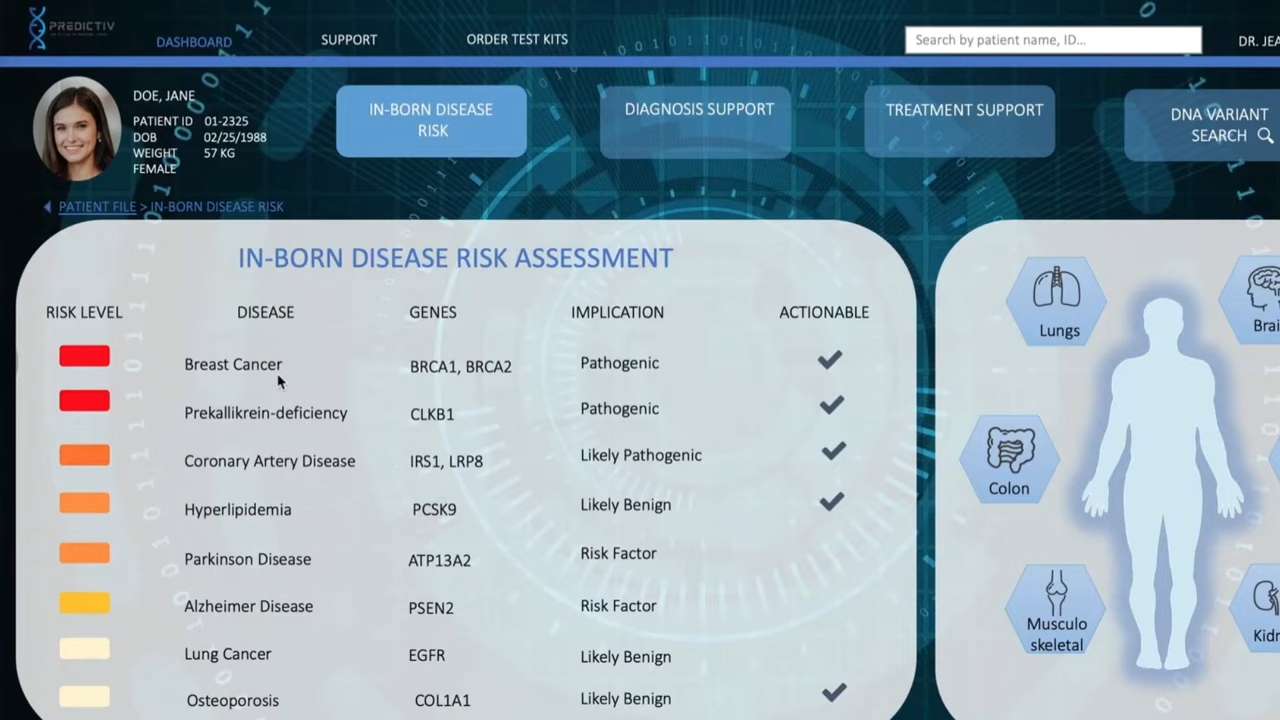 PREDICTIV
DASHBOARD
SUPPORT
ORDER TEST KITS
Search by patient name, ID...
DR. JEA
DOE, JANE
PATIENT ID 01-2325
DOB 02/25/1988
WEIGHT 57 KG
FEMALE
IN-BORN DISEASE
RISK
DIAGNOSIS SUPPORT
TREATMENT SUPPORT
DNA VARIANT
SEARCH
PATIENT FILE > IN-BORN DISEASE RISK
IN-BORN DISEASE RISK ASSESSMENT
RISK LEVEL DISEASE GENES IMPLICATION ACTIONABLE
Breast Cancer BRCA1, BRCA2 Pathogenic
Prekallikrein-deficiency CLKB1 Pathogenic
Coronary Artery Disease IRS1, LRP8 Likely Pathogenic
Hyperlipidemia PCSK9 Likely Benign
Parkinson Disease ATP13A2 Risk Factor
Alzheimer Disease PSEN2 Risk Factor
Lung Cancer EGFR Likely Benign
Osteoporosis COL1A1 Likely Benign
Lungs
Brai
Colon
Musculo
skeletal
Kidn